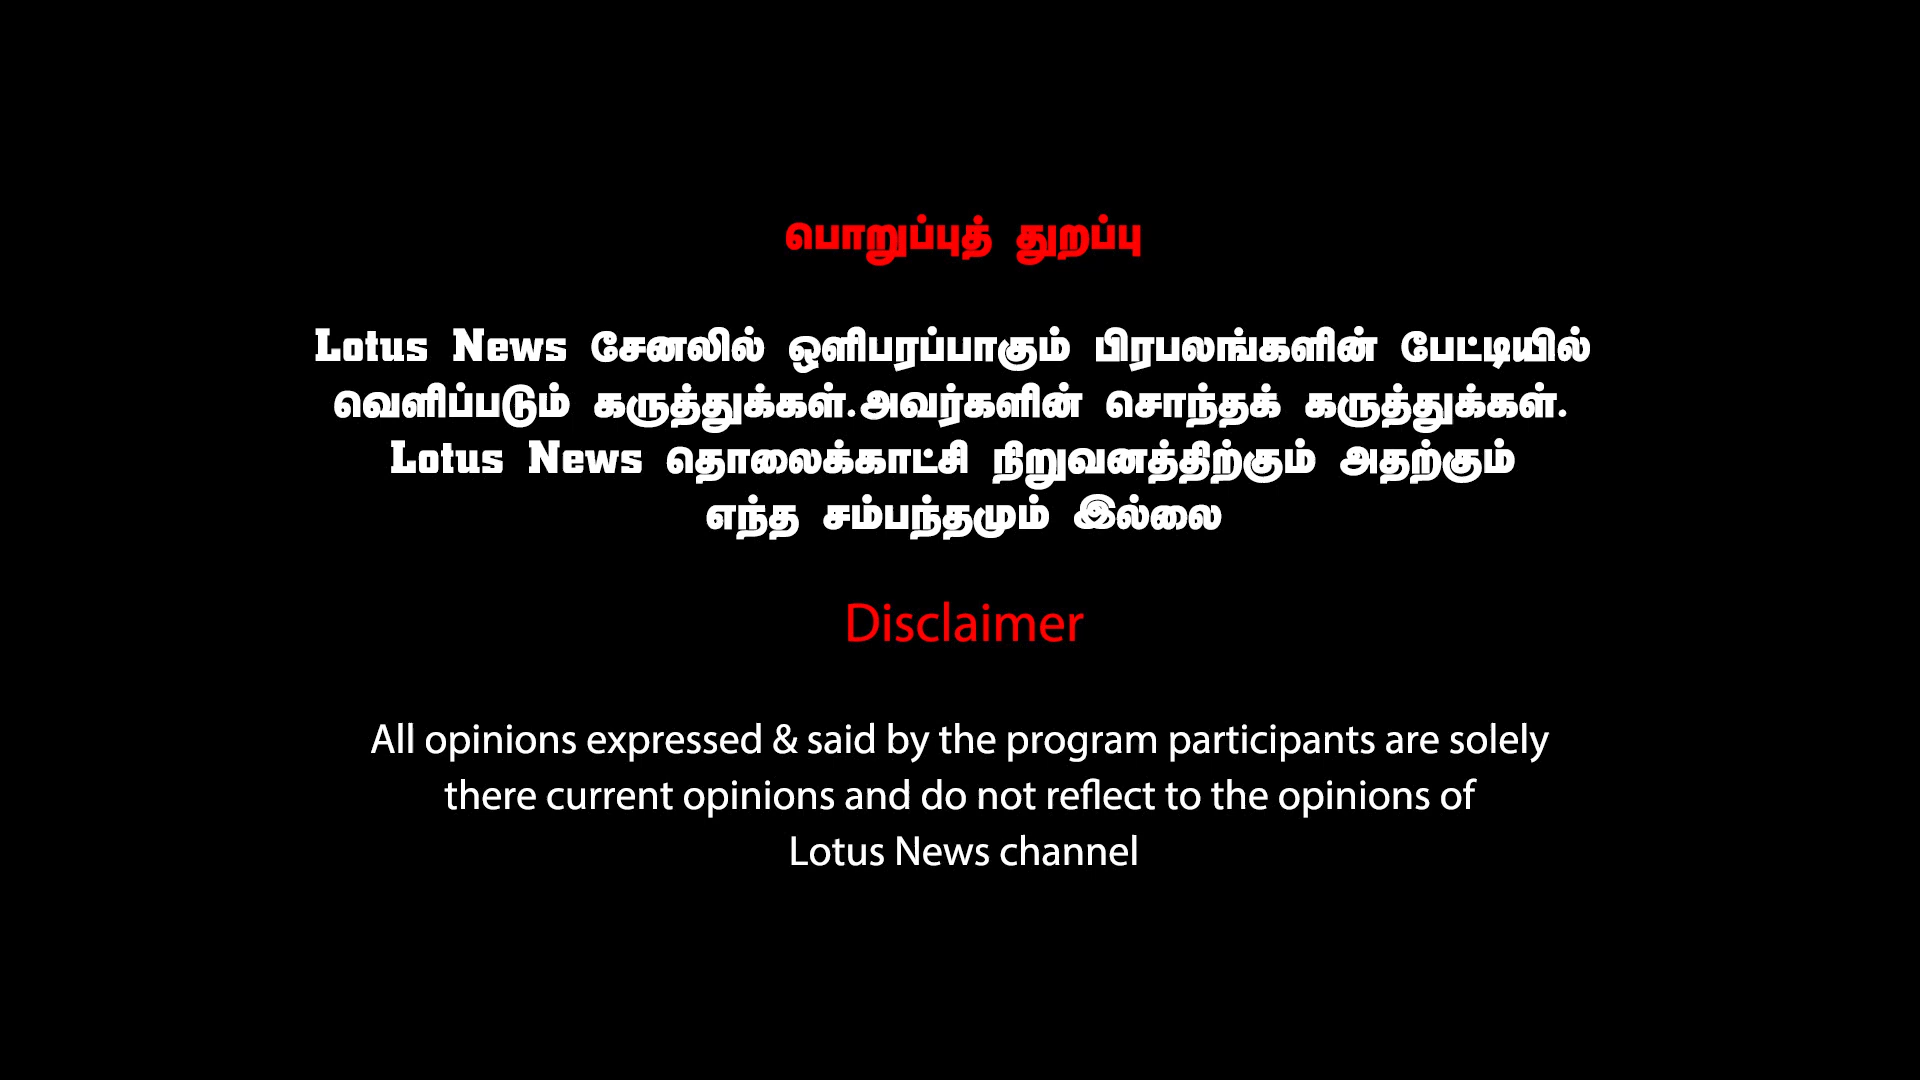 பொறுப்புத் துறப்பு
Lotus News சேனலில் ஒளிபரப்பாகும் பிரபலங்களின் பேட்டியில்
வெளிப்படும் கருத்துக்கள்.அவர்களின் சொந்தக் கருத்துக்கள்.
Lotus News தொலைக்காட்சி நிறுவனத்திற்கும் அதற்கும்
எந்த சம்பந்தமும் இல்லை
Disclaimer
All opinions expressed & said by the program participants are solely
there current opinions and do not reflect to the opinions of
Lotus News channel